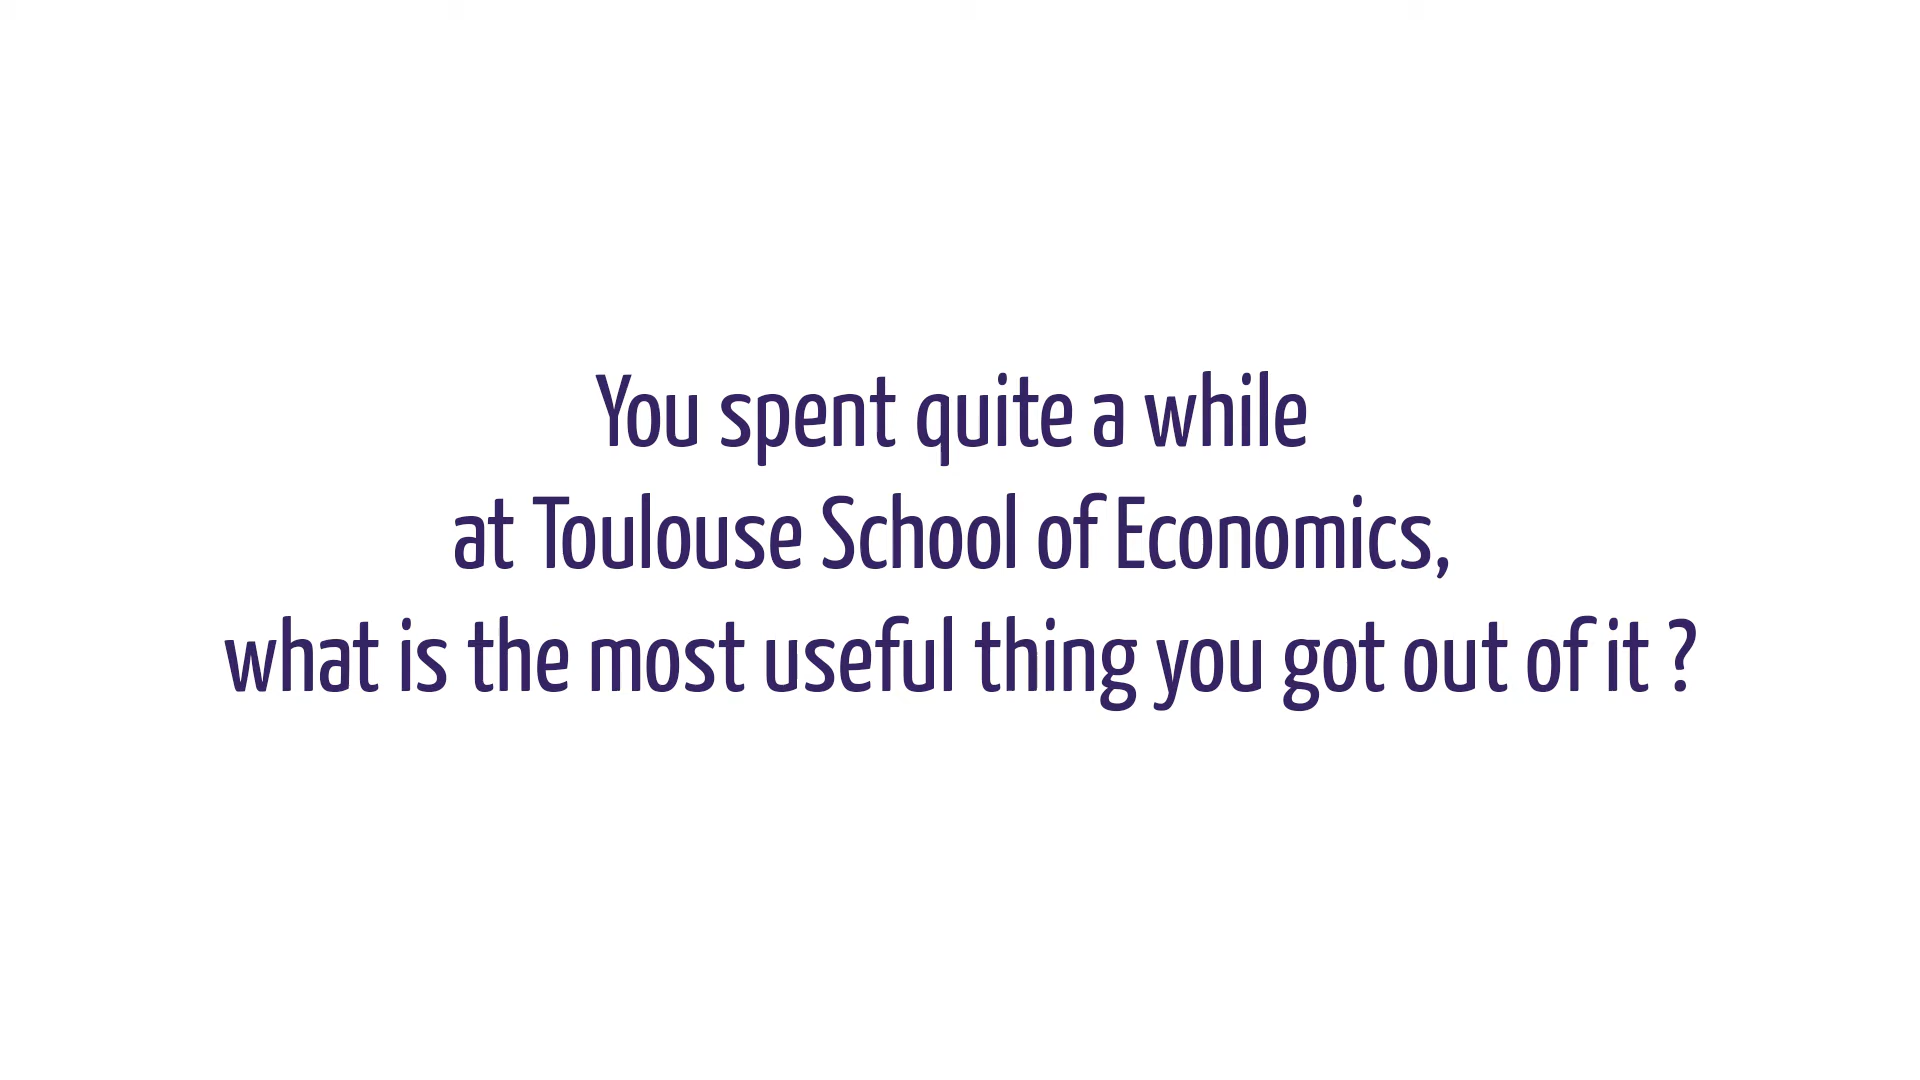 You spent quite a while
at Toulouse School of Economics,
what is the most useful thing you got out of it ?